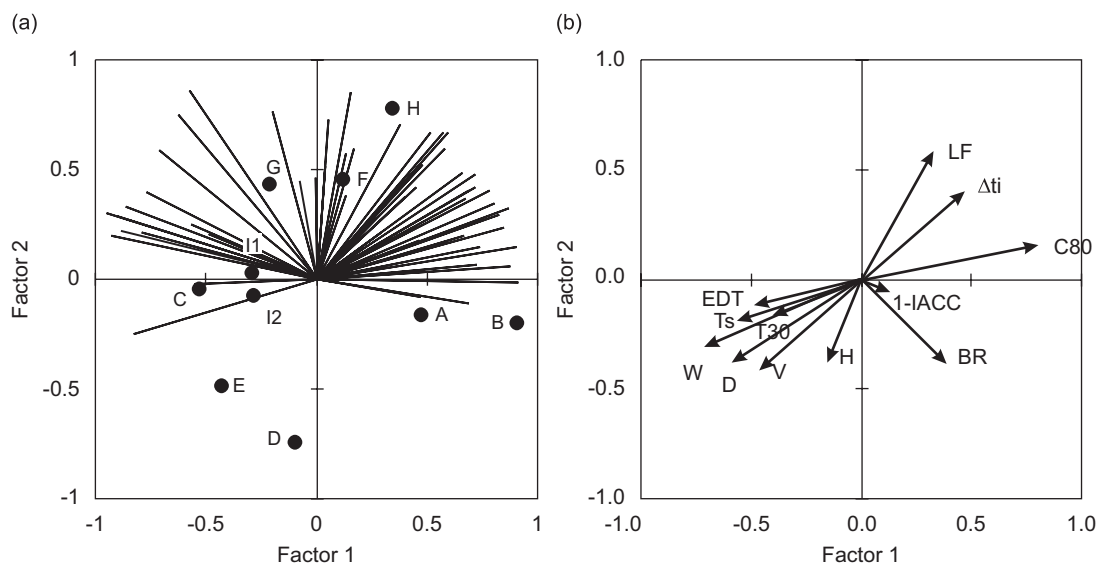 (a)
(b)
1
H
0.5
G
F
I1
0
C
I2
A
B
-0.5
E
D
-1
-1
-0.5
0
0.5
1
Factor 2
Factor 1
1.0
LF
0.5
Δti
C80
0.0
EDT
1-IACC
Ts
T30
W
D
V
H
BR
-0.5
-1.0
-1.0
-0.5
0.0
0.5
1.0
Factor 2
Factor 1